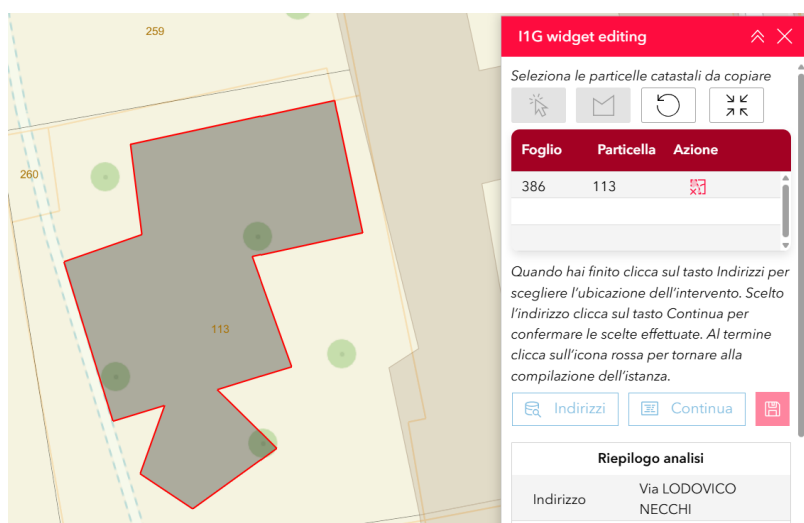 259
260
113
I1G widget editing
Seleziona le particelle catastali da copiare
Foglio Particella Azione
386 113
Quando hai finito clicca sul tasto Indirizzi per
scegliere l'ubicazione dell'intervento. Scelto
l'indirizzo clicca sul tasto Continua per
confermare le scelte effettuate. Al termine
clicca sull'icona rossa per tornare alla
compilazione dell'istanza.
Indirizzi Continua
Riepilogo analisi
Indirizzo Via LODOVICO
NECCHI